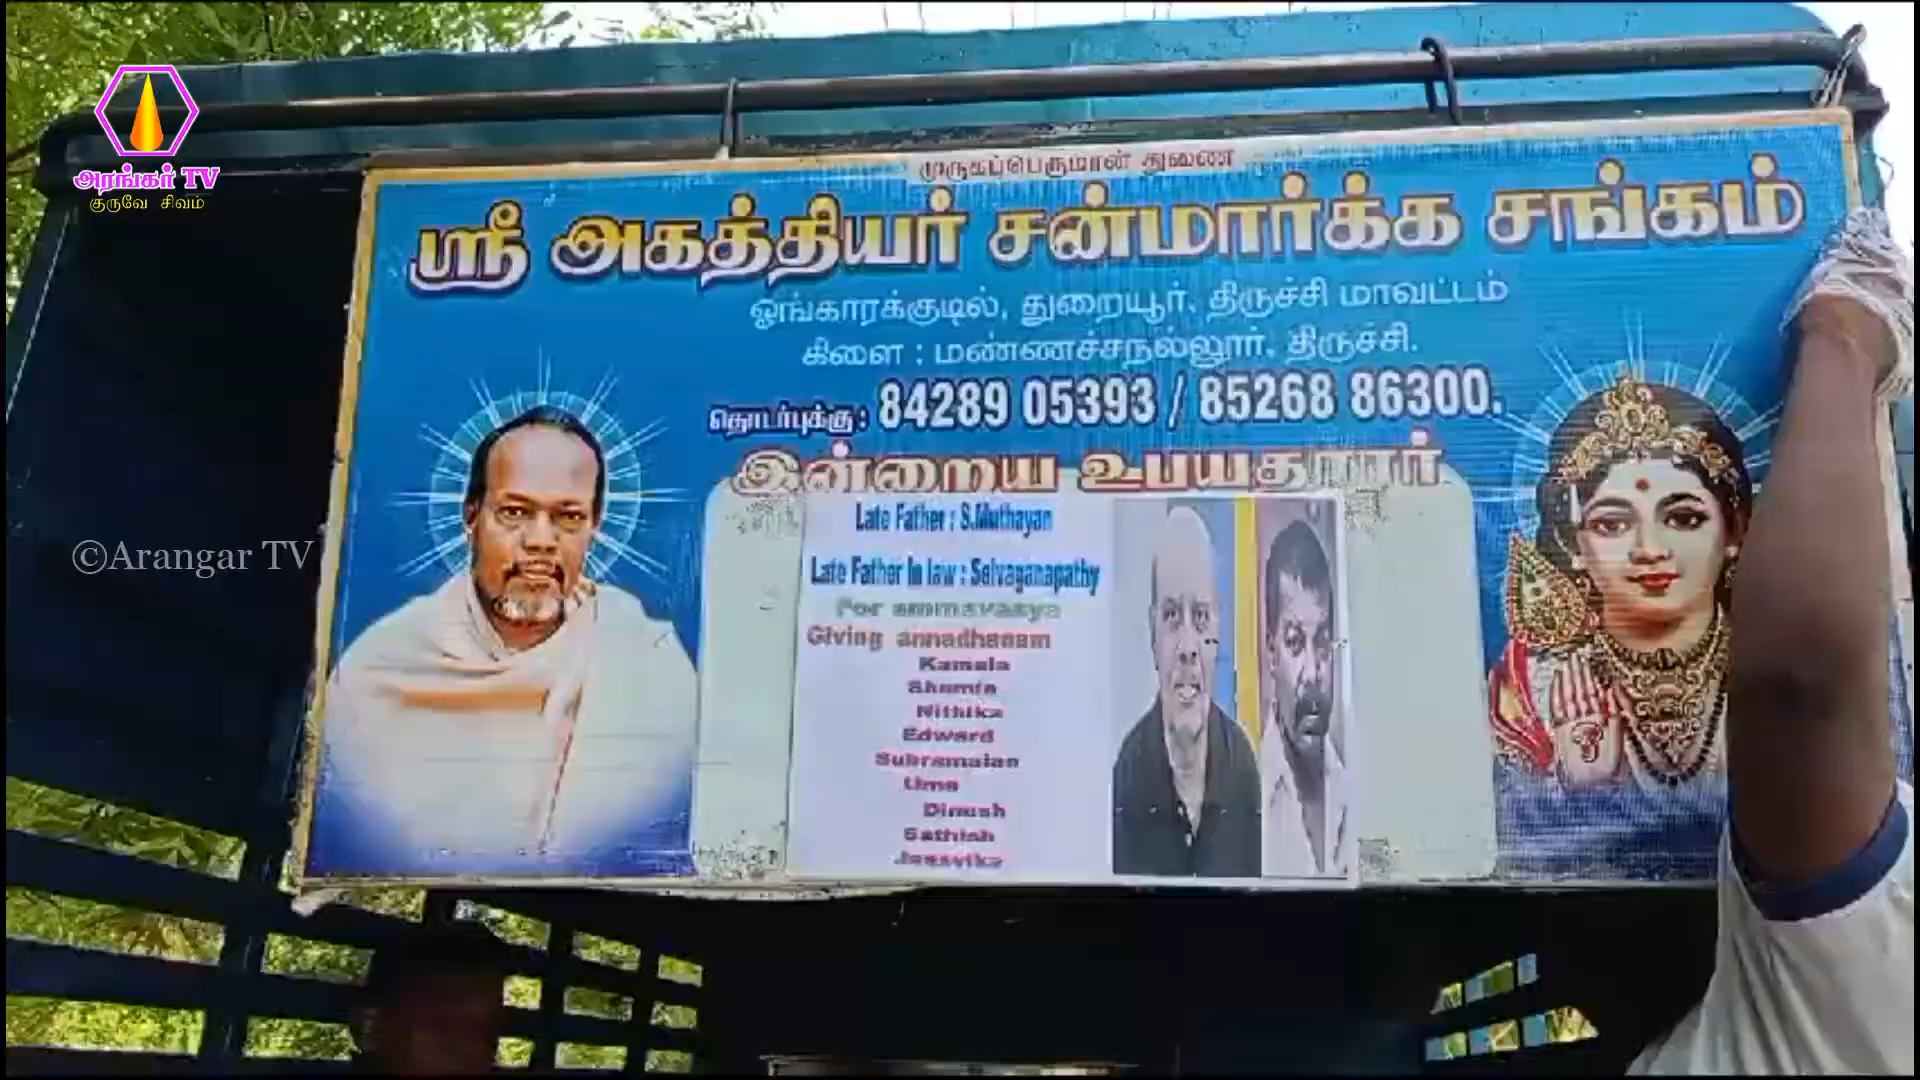 அரங்கர் TV
குருவே சிவம்
முருகப்பெருமான் துணை
ஸ்ரீ அகத்தியர் சன்மார்க்க சங்கம்
ஓங்காரக்குடில், துறையூர், திருச்சி மாவட்டம்
கிளை : மண்ணச்சநல்லூர், திருச்சி.
தொடர்புக்கு: 84289 05393 / 85268 86300.
இன்றைய உபயதாரர்
Late Father : S.Muthayan
Late Father In law : Selvaganapathy
For ammavasya
Giving annadhanam
Kamala
Shamia
Nithika
Edward
Subramaian
Uma
Dinesh
Sathish
©Arangar TV